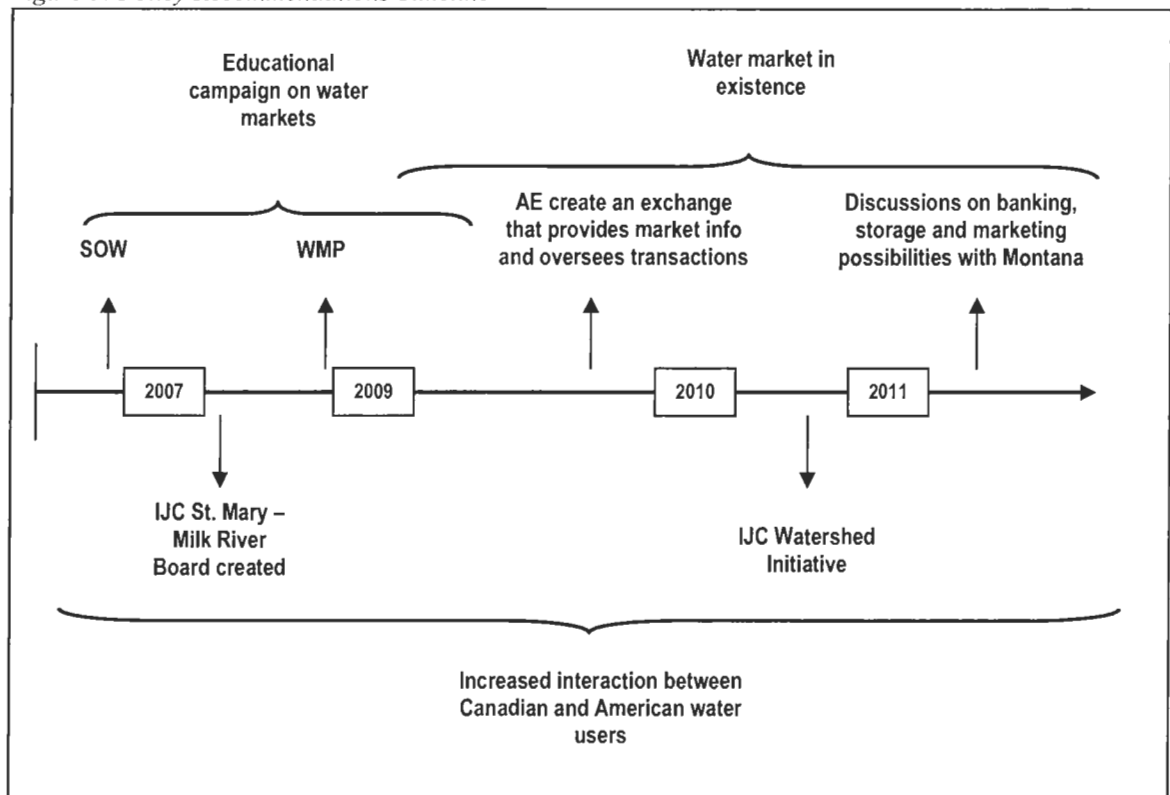 Educational
campaign on water
markets
Water market in
existence
SOW
WMP
AE create an exchange
that provides market info
and oversees transactions
Discussions on banking,
storage and marketing
possibilities with Montana
2007
2009
2010
2011
IJC St. Mary –
Milk River
Board created
IJC Watershed
Initiative
Increased interaction between
Canadian and American water
users